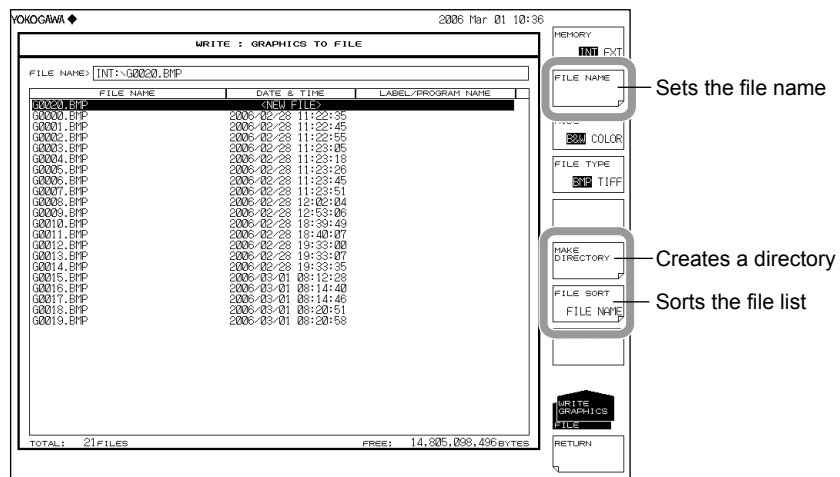 YOKOGAWA ◆ 2006 Mar 01 10:36
WRITE : GRAPHICS TO FILE
FILE NAME> INT:\G0020.BMP
FILE NAME DATE & TIME LABEL/PROGRAM NAME
G0020.BMP <NEW FILE>
G0000.BMP 2006/02/28 11:22:35
G0001.BMP 2006/02/28 11:22:45
G0002.BMP 2006/02/28 11:22:55
G0003.BMP 2006/02/28 11:23:05
G0004.BMP 2006/02/28 11:23:18
G0005.BMP 2006/02/28 11:23:26
G0006.BMP 2006/02/28 11:23:45
G0007.BMP 2006/02/28 11:23:51
G0008.BMP 2006/02/28 12:02:04
G0009.BMP 2006/02/28 12:53:06
G0010.BMP 2006/02/28 18:39:49
G0011.BMP 2006/02/28 18:40:07
G0012.BMP 2006/02/28 19:33:00
G0013.BMP 2006/02/28 19:33:07
G0014.BMP 2006/02/28 19:33:35
G0015.BMP 2006/03/01 08:12:28
G0016.BMP 2006/03/01 08:14:40
G0017.BMP 2006/03/01 08:14:46
G0018.BMP 2006/03/01 08:20:51
G0019.BMP 2006/03/01 08:20:58
TOTAL: 21FILES FREE: 14,805,098,496BYTES
MEMORY
INT EXT
FILE NAME
Sets the file name
B&W COLOR
FILE TYPE
BMP TIFF
MAKE
DIRECTORY
Creates a directory
FILE SORT
FILE NAME
Sorts the file list
WRITE
GRAPHICS
FILE
RETURN